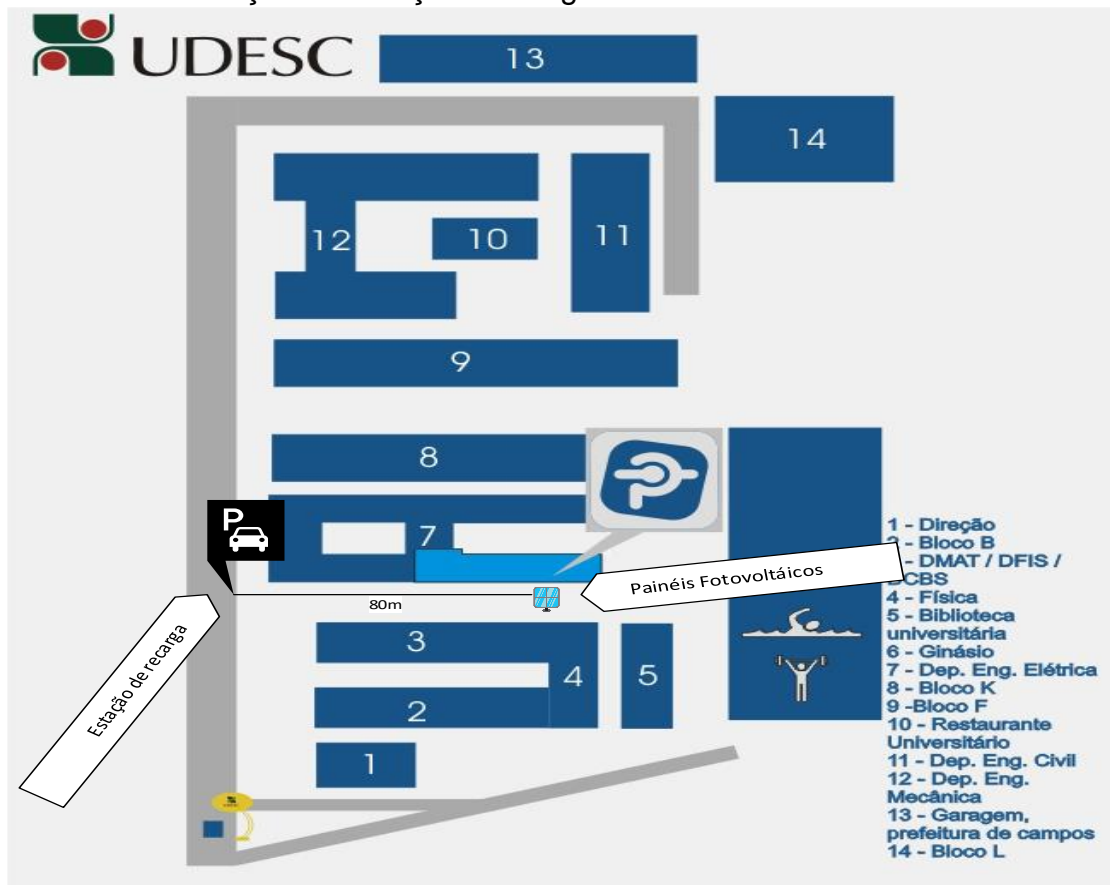 UDESC
13
14
12
10
11
9
8
P
7
Painéis Fotovoltáicos
80m
Estação de recarga
3
4
5
2
1
1 - Direção
- Bloco B
- DMAT / DFIS /
4 - Física
5 - Biblioteca
universitária
6 - Ginásio
7 - Dep. Eng. Elétrica
8 - Bloco K
9 -Bloco F
10 - Restaurante
Universitário
11 - Dep. Eng. Civil
12 - Dep. Eng.
Mecânica
13 - Garagem,
prefeitura de campos
14 - Bloco L